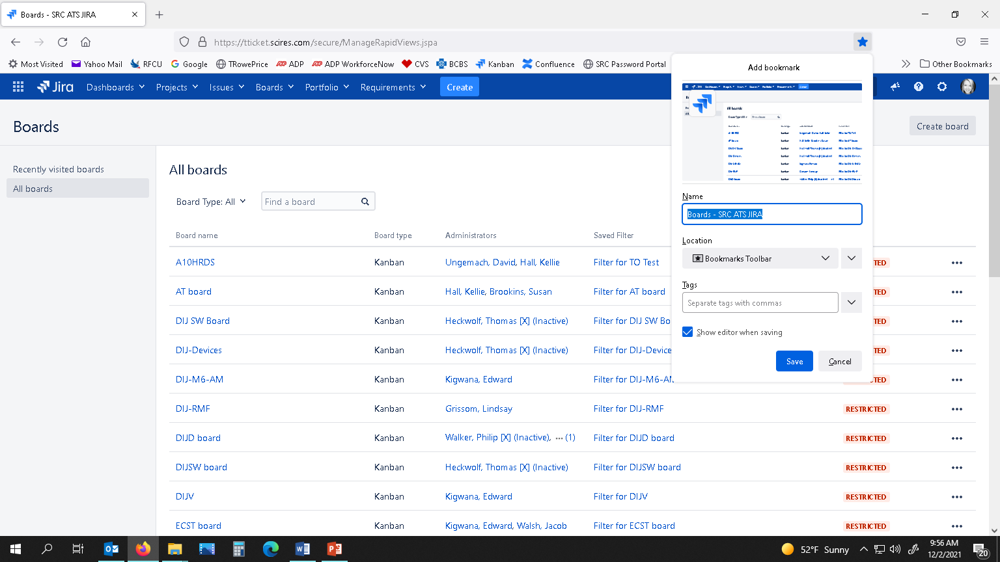 Boards - SRC ATS JIRA
https://tticket.scires.com/secure/ManageRapidViews.jspa
Most Visited Yahoo Mail RFCU Google TRowePrice ADP ADP WorkforceNow CVS BCBS Kanban Confluence SRC Password Portal Other Bookmarks
Jira Dashboards Projects Issues Boards Portfolio Requirements Create
Boards
Create board
Recently visited boards
All boards
All boards
Board Type: All Find a board
Board name Board type Administrators Saved Filter
A10HRDS Kanban Ungemach, David, Hall, Kellie Filter for TO Test TED
AT board Kanban Hall, Kellie, Brookins, Susan Filter for AT board TED
DIJ SW Board Kanban Heckwolf, Thomas [X] (Inactive) Filter for DIJ SW Bo TED
DIJ-Devices Kanban Heckwolf, Thomas [X] (Inactive) Filter for DIJ-Device TED
DIJ-M6-AM Kanban Kigwana, Edward Filter for DIJ-M6-AM TED
DIJ-RMF Kanban Grissom, Lindsay Filter for DIJ-RMF RESTRICTED
DIJD board Kanban Walker, Philip [X] (Inactive), ••• (1) Filter for DIJD board RESTRICTED
DIJSW board Kanban Heckwolf, Thomas [X] (Inactive) Filter for DIJSW board RESTRICTED
DIJV Kanban Kigwana, Edward Filter for DIJV RESTRICTED
ECST board Kanban Kigwana, Edward, Walsh, Jacob Filter for ECST board RESTRICTED
Add bookmark
All boards
Name
Boards - SRC ATS JIRA
Location
Bookmarks Toolbar
Tags
Separate tags with commas
Show editor when saving
Save Cancel
52°F Sunny
9:56 AM
12/2/2021
20